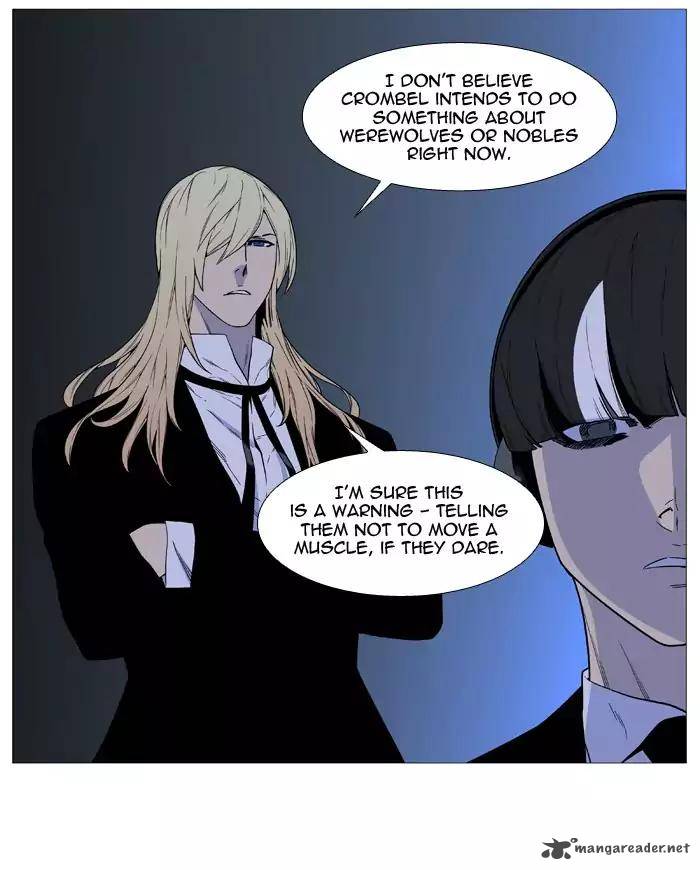 I DON'T BELIEVE
CROMBEL INTENDS TO DO
SOMETHING ABOUT
WEREWOLVES OR NOBLES
RIGHT NOW.
I'M SURE THIS
IS A WARNING - TELLING
THEM NOT TO MOVE A
MUSCLE, IF THEY DARE.
mangareader.net